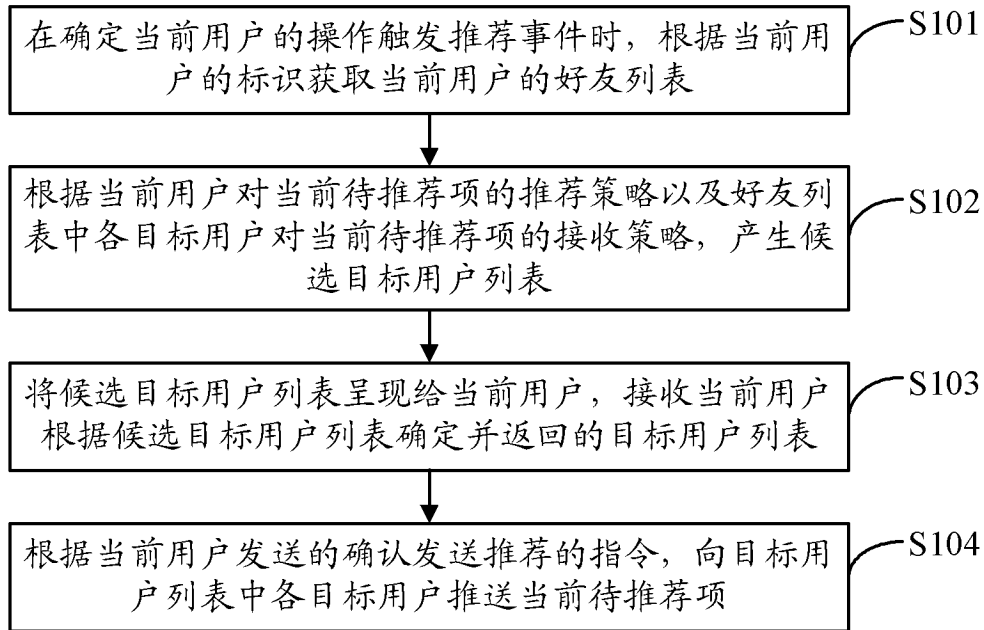 在确定当前用户的操作触发推荐事件时，根据当前用
户的标识获取当前用户的好友列表
S101
根据当前用户对当前待推荐项的推荐策略以及好友列
表中各目标用户对当前待推荐项的接收策略，产生候
选目标用户列表
S102
将候选目标用户列表呈现给当前用户，接收当前用户
根据候选目标用户列表确定并返回的目标用户列表
S103
根据当前用户发送的确认发送推荐的指令，向目标用
户列表中各目标用户推送当前待推荐项
S104